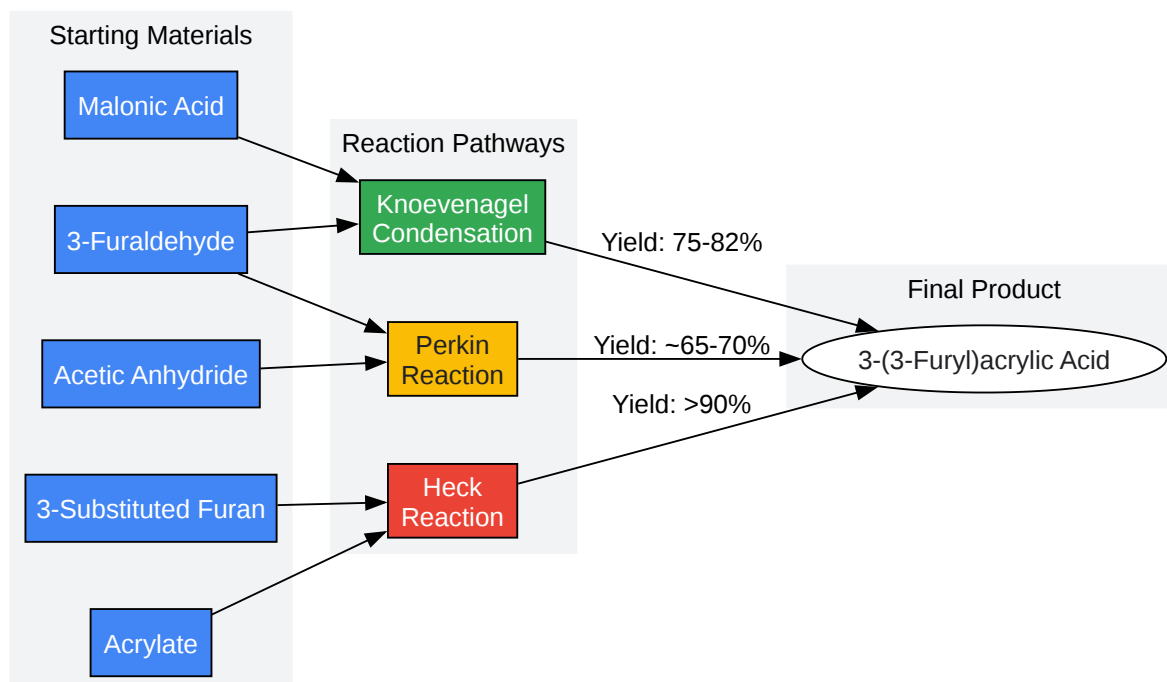 Starting Materials
Malonic Acid
3-Furaldehyde
Acetic Anhydride
3-Substituted Furan
Acrylate
Reaction Pathways
Knoevenagel
Condensation
Perkin
Reaction
Heck
Reaction
Yield: 75-82%
Yield: ~65-70%
Yield: >90%
Final Product
3-(3-Furyl)acrylic Acid